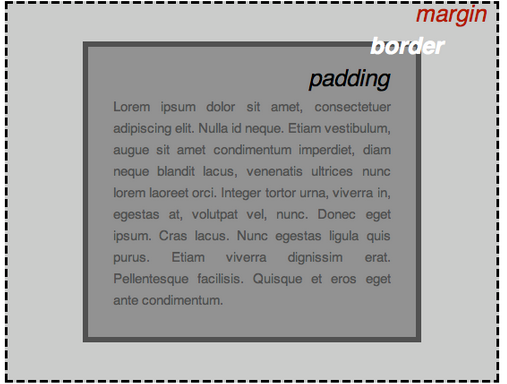 margin
border
padding
Lorem ipsum dolor sit amet, consectetuer
adipiscing elit. Nulla id neque. Etiam vestibulum,
augue sit amet condimentum imperdiet, diam
neque blandit lacus, venenatis ultrices nunc
lorem laoreet orci. Integer tortor urna, viverra in,
egestas at, volutpat vel, nunc. Donec eget
ipsum. Cras lacus. Nunc egestas ligula quis
purus. Etiam viverra dignissim erat.
Pellentesque facilisis. Quisque et eros eget
ante condimentum.